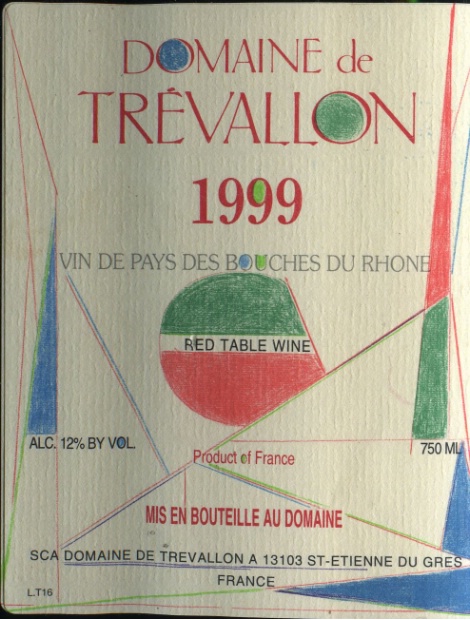 DOMAINE de
TRÉVALLON
1999
VIN DE PAYS DES BOUCHES DU RHONE
RED TABLE WINE
ALC. 12% BY VOL.
750 ML
Product of France
MIS EN BOUTEILLE AU DOMAINE
SCA DOMAINE DE TREVALLON A 13103 ST-ETIENNE DU GRES
FRANCE
L.T16